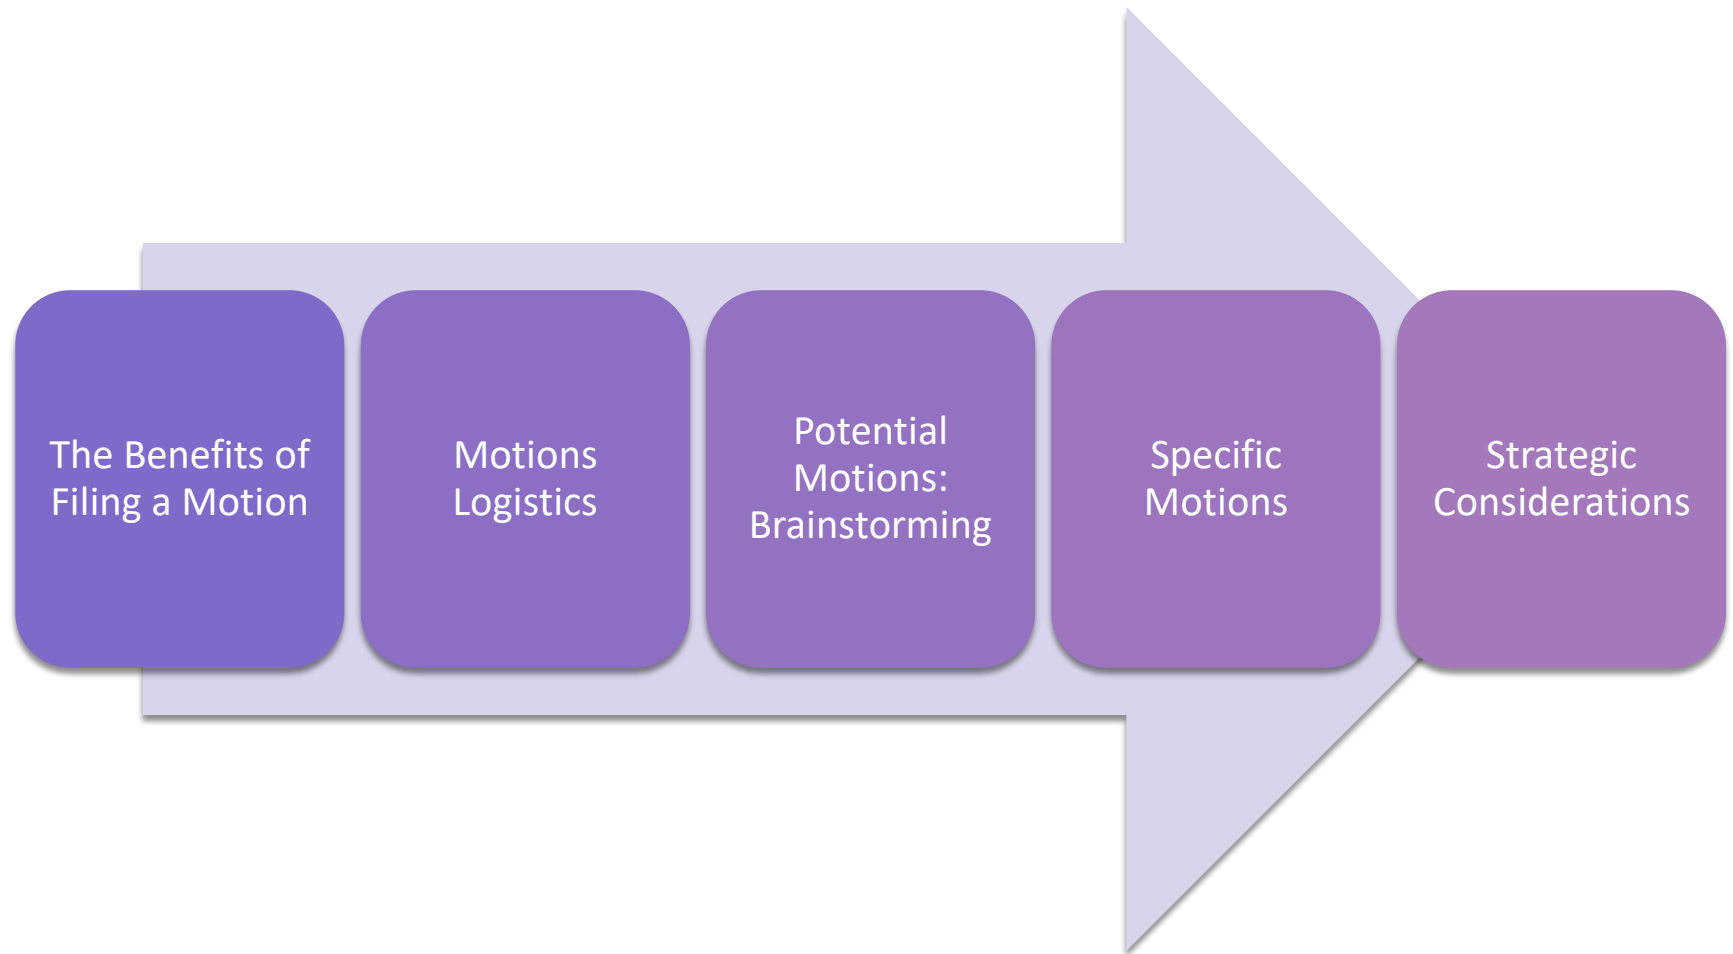 The Benefits of
Filing a Motion
Motions
Logistics
Potential
Motions:
Brainstorming
Specific
Motions
Strategic
Considerations